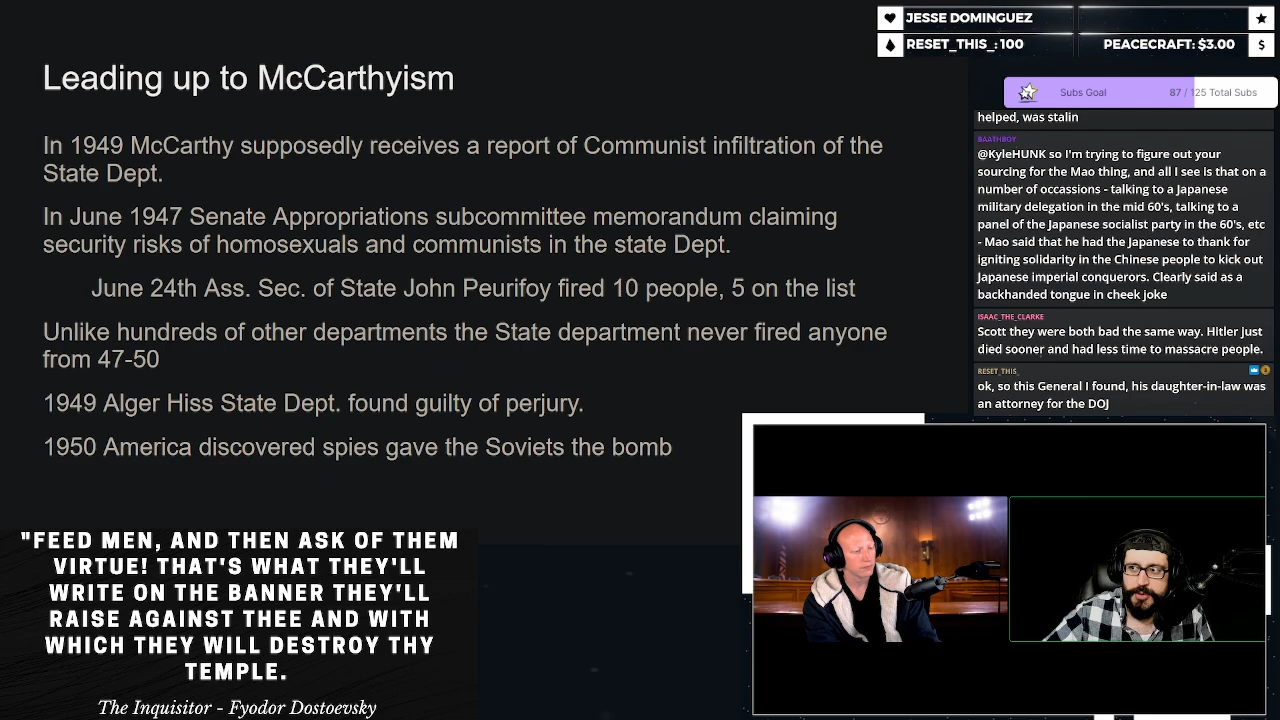 JESSE DOMINGUEZ
RESET_THIS_: 100
PEACECRAFT: $3.00
Leading up to McCarthyism
In 1949 McCarthy supposedly receives a report of Communist infiltration of the
State Dept.
In June 1947 Senate Appropriations subcommittee memorandum claiming
security risks of homosexuals and communists in the state Dept.
June 24th Ass. Sec. of State John Peurifoy fired 10 people, 5 on the list
Unlike hundreds of other departments the State department never fired anyone
from 47-50
1949 Alger Hiss State Dept. found guilty of perjury.
1950 America discovered spies gave the Soviets the bomb
Subs Goal
87 / 125 Total Subs
helped, was stalin
BAATHBOY
@KyleHUNK so I'm trying to figure out your
sourcing for the Mao thing, and all I see is that on a
number of occassions - talking to a Japanese
military delegation in the mid 60's, talking to a
panel of the Japanese socialist party in the 60's, etc
- Mao said that he had the Japanese to thank for
igniting solidarity in the Chinese people to kick out
Japanese imperial conquerors. Clearly said as a
backhanded tongue in cheek joke
ISAAC_THE_CLARKE
Scott they were both bad the same way. Hitler just
died sooner and had less time to massacre people.
RESET_THIS_
ok, so this General I found, his daughter-in-law was
an attorney for the DOJ
"FEED MEN, AND THEN ASK OF THEM
VIRTUE! THAT'S WHAT THEY'LL
WRITE ON THE BANNER THEY'LL
RAISE AGAINST THEE AND WITH
WHICH THEY WILL DESTROY THY
TEMPLE.
The Inquisitor - Fyodor Dostoevsky